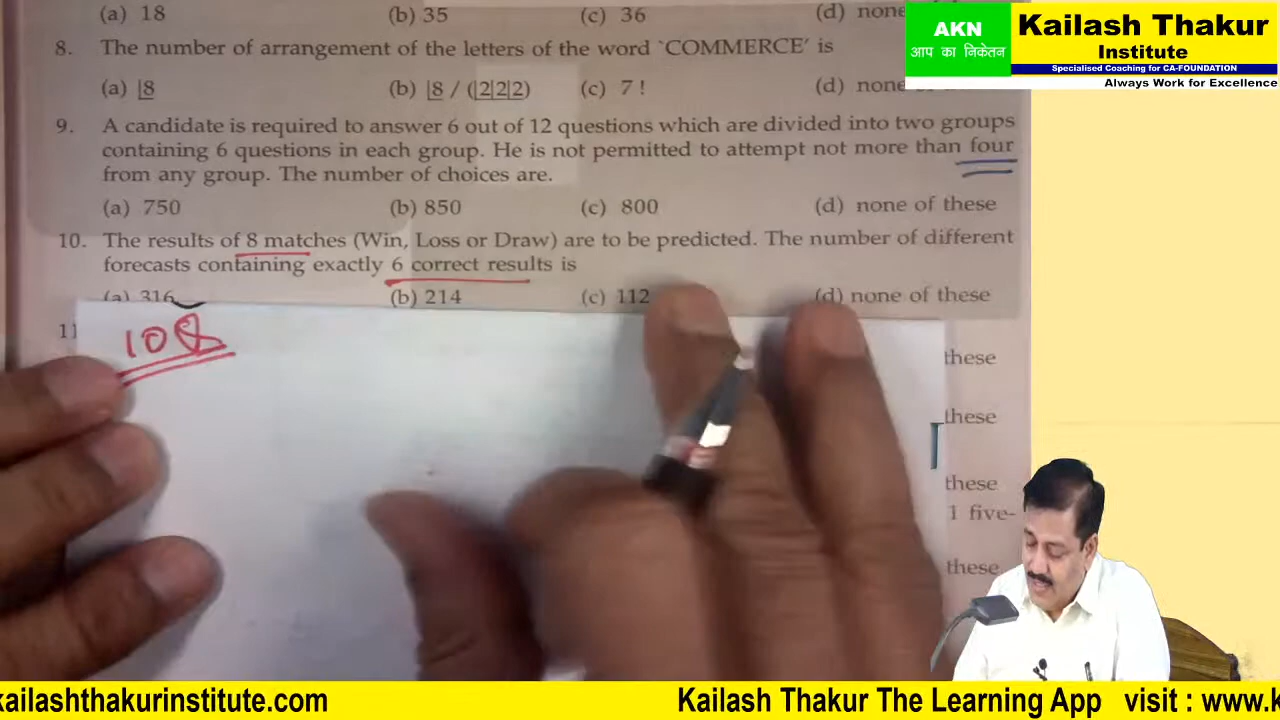 (a) 18 (b) 35 (c) 36 (d) none
8. The number of arrangement of the letters of the word `COMMERCE' is
(a) |8 (b) |8 / (|2|2|2) (c) 7 ! (d) none
9. A candidate is required to answer 6 out of 12 questions which are divided into two groups
containing 6 questions in each group. He is not permitted to attempt not more than four
from any group. The number of choices are.
(a) 750 (b) 850 (c) 800 (d) none of these
10. The results of 8 matches (Win, Loss or Draw) are to be predicted. The number of different
forecasts containing exactly 6 correct results is
(a) 316 (b) 214 (c) 112 (d) none of these
11
108
these
these
these
1 five-
these
AKN
आप का निकेतन
Kailash Thakur
Institute
Specialised Coaching for CA-FOUNDATION
Always Work for Excellence
kailashthakurinstitute.com Kailash Thakur The Learning App visit : www.k